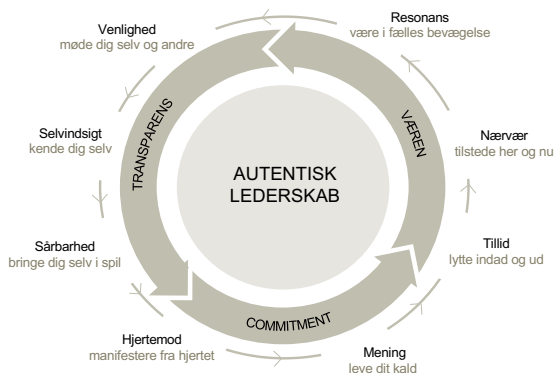 Venlighed
møde dig selv og andre
Resonans
være i fælles bevægelse
Selvindsigt
kende dig selv
TRANSPARENS
VÆREN
Nærvær
tilstede her og nu
AUTENTISK
LEDERSKAB
Sårbarhed
bringe dig selv i spil
Tillid
lytte indad og ud
COMMITMENT
Hjertemod
manifestere fra hjertet
Mening
leve dit kald